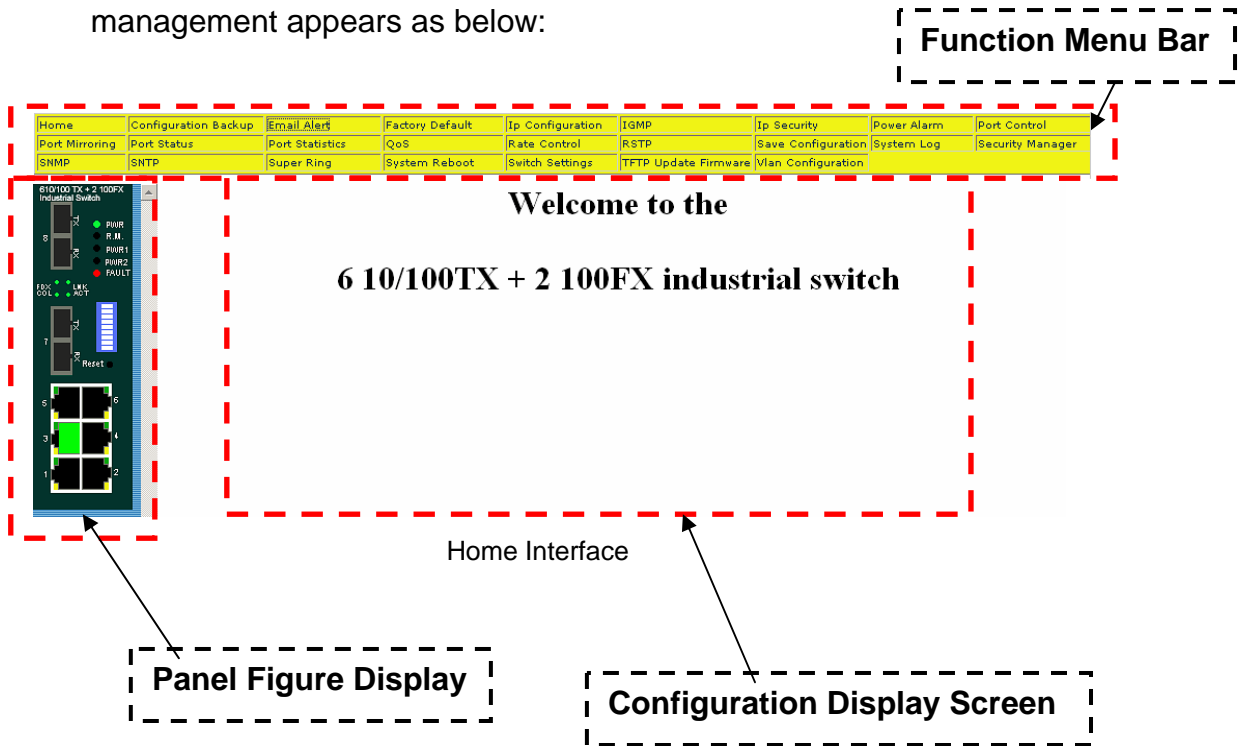 management appears as below:
Function Menu Bar
Home Configuration Backup Email Alert Factory Default Ip Configuration IGMP Ip Security Power Alarm Port Control
Port Mirroring Port Status Port Statistics QoS Rate Control RSTP Save Configuration System Log Security Manager
SNMP SNTP Super Ring System Reboot Switch Settings TFTP Update Firmware Vlan Configuration
610/100 TX + 2 100FX
Industrial Switch
TX
8
RX
PWR
R.M.
PWR1
PWR2
FAULT
FDX LNK
COL ACT
TX
7
RX
Reset
5 6
3 4
1 2
Welcome to the
6 10/100TX + 2 100FX industrial switch
Home Interface
Panel Figure Display
Configuration Display Screen